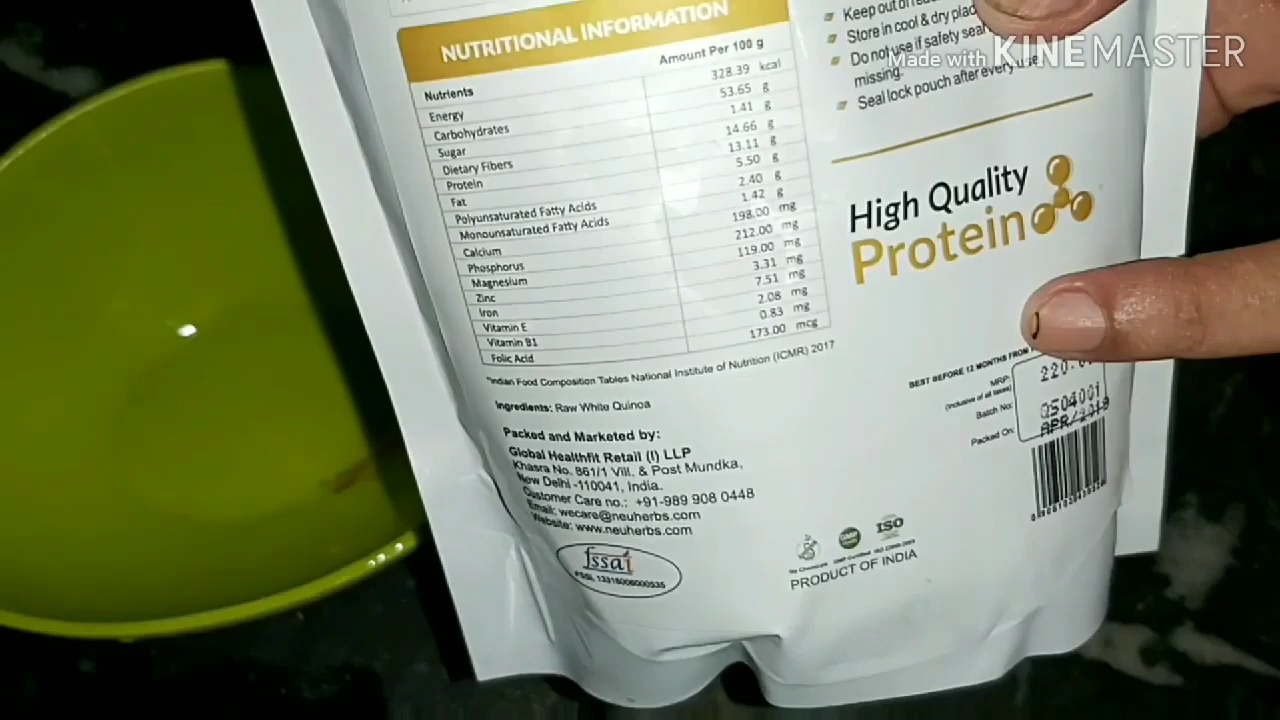 NUTRITIONAL INFORMATION
Nutrients Amount Per 100 g
Energy 328.39 kcal
Carbohydrates 53.65 g
Sugar 1.41 g
Dietary Fibers 14.66 g
Protein 13.11 g
Fat 5.50 g
Polyunsaturated Fatty Acids 2.40 g
Monounsaturated Fatty Acids 1.42 g
Calcium 198.00 mg
Phosphorus 212.00 mg
Magnesium 119.00 mg
Zinc 3.31 mg
Iron 7.51 mg
Vitamin E 2.08 mg
Vitamin B1 0.83 mg
Folic Acid 173.00 mcg
*Indian Food Composition Tables National Institute of Nutrition (ICMR) 2017
Ingredients: Raw White Quinoa
Packed and Marketed by:
Global Healthfit Retail (I) LLP
Khasra No. 861/1 Vill. & Post Mundka,
New Delhi -110041, India.
Customer Care no.: +91-989 908 0448
Email: wecare@neuherbs.com
Website: www.neuherbs.com
fssai
Keep out of
Store in cool & dry
Do not use if safety seal
missing.
Seal lock pouch after every use
Made with KINEMASTER
High Quality
Protein
BEST BEFORE 12 MONTHS FROM
MRP: 220.
(inclusive of all taxes)
Batch No:
Packed On: APR/2019
ISO
PRODUCT OF INDIA